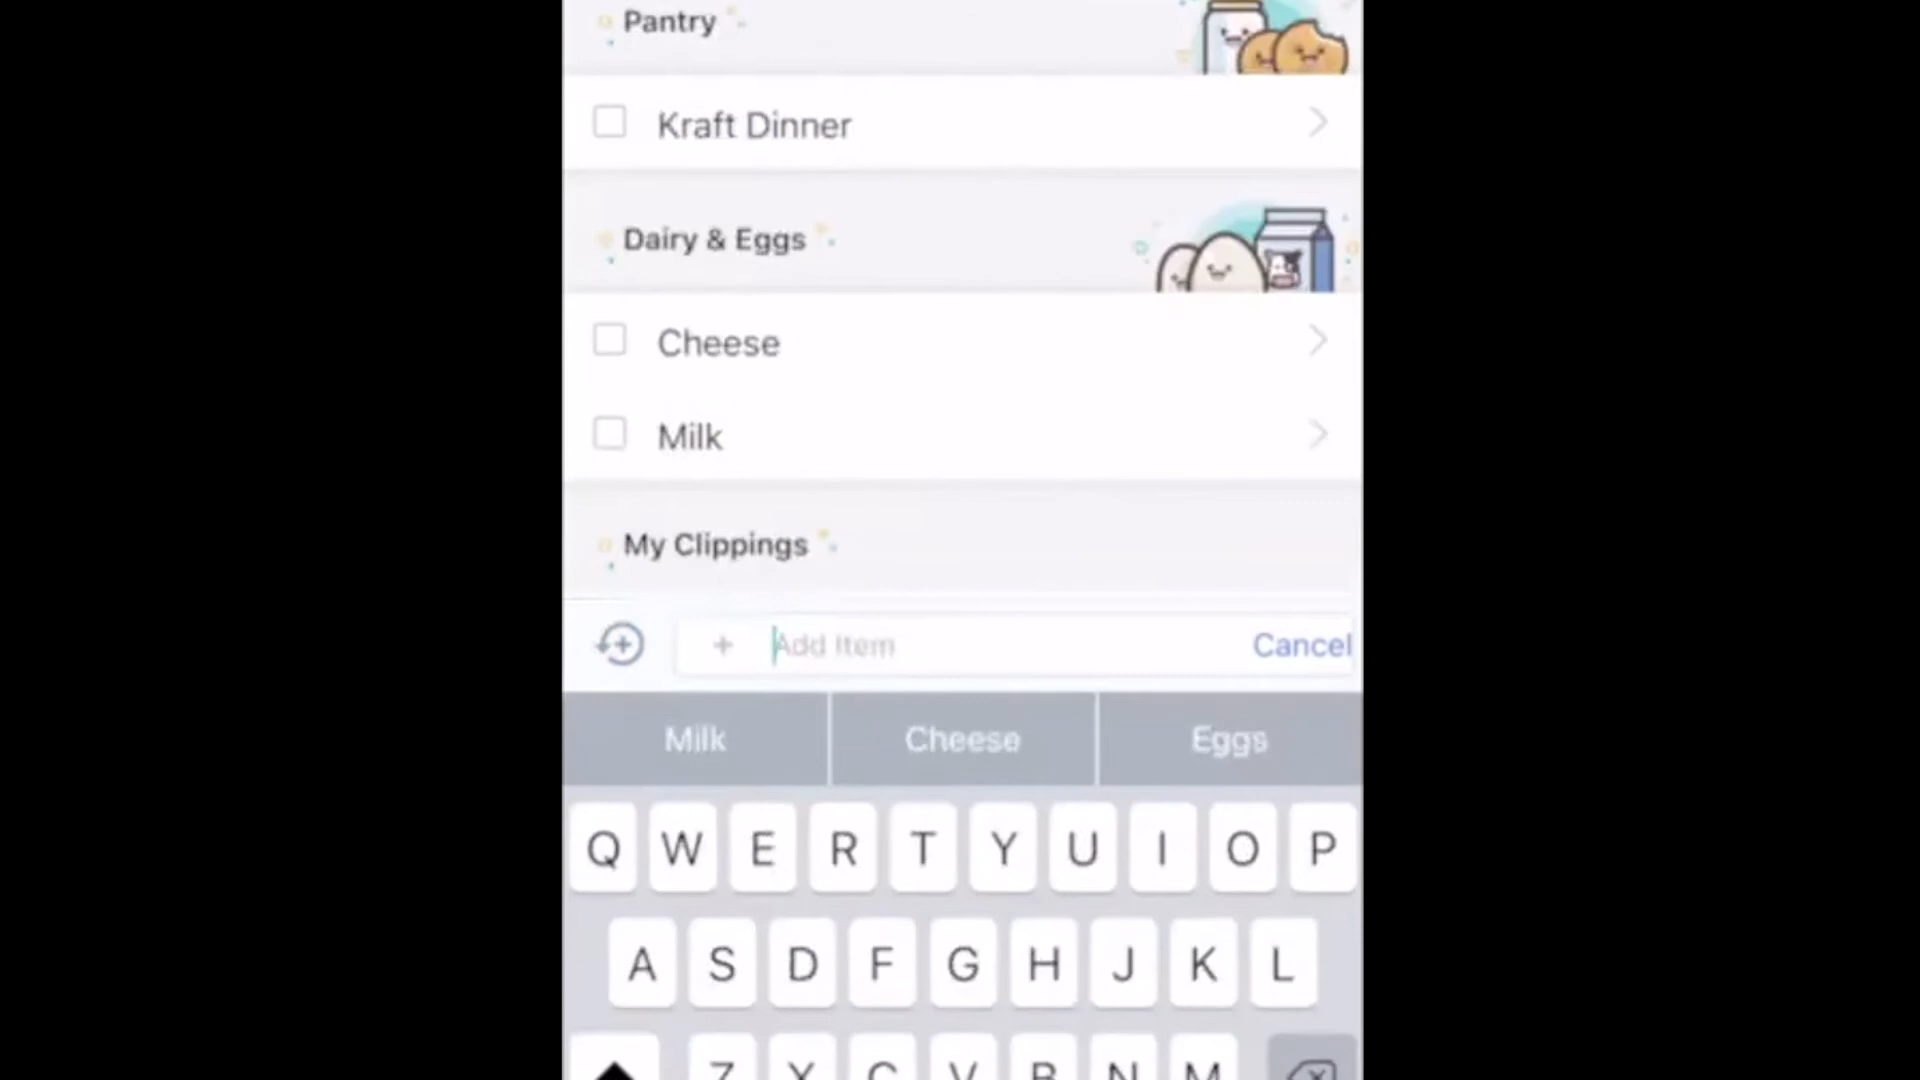 Pantry
Kraft Dinner
Dairy & Eggs
Cheese
Milk
My Clippings
Add Item Cancel
Milk Cheese Eggs
Q W E R T Y U I O P
A S D F G H J K L
Z X C V B N M